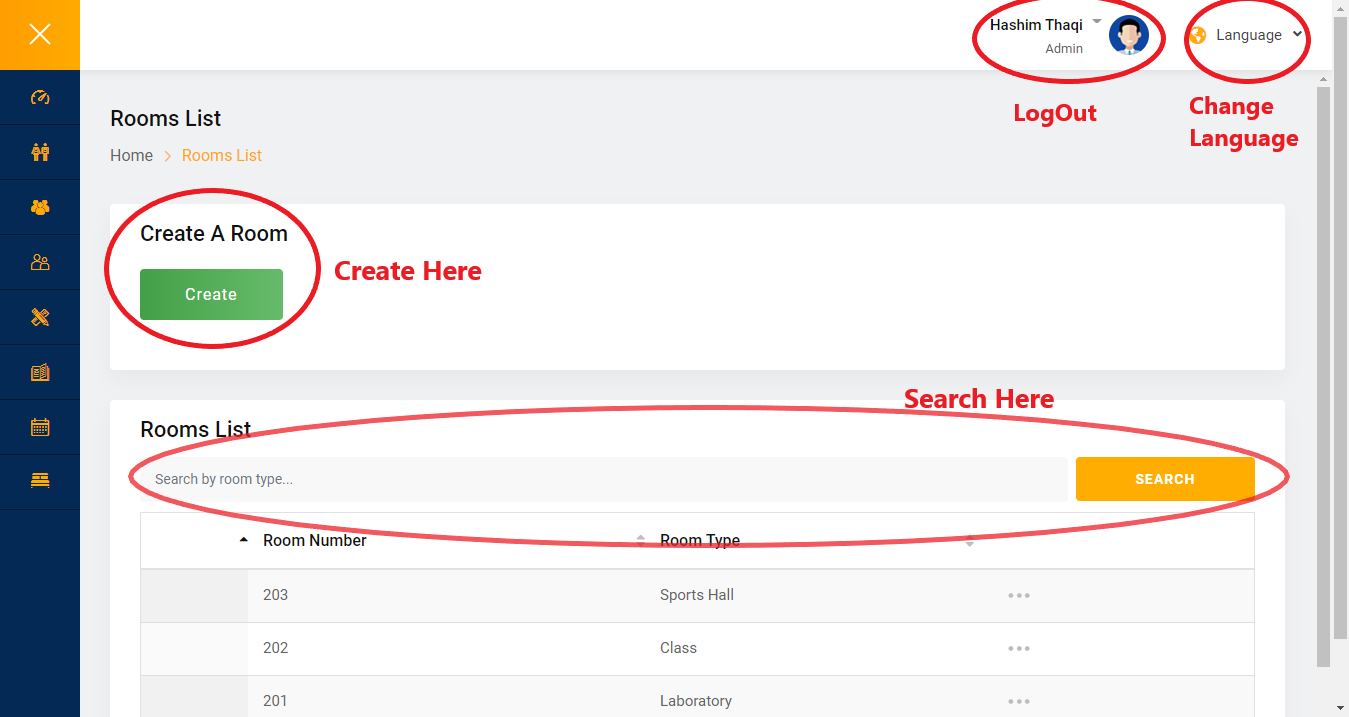 Hashim Thaqi
Admin
Language
LogOut
Change
Language
Rooms List
Home
Rooms List
Create A Room
Create
Create Here
Search Here
Rooms List
Search by room type...
SEARCH
Room Number Room Type
203 Sports Hall
202 Class
201 Laboratory